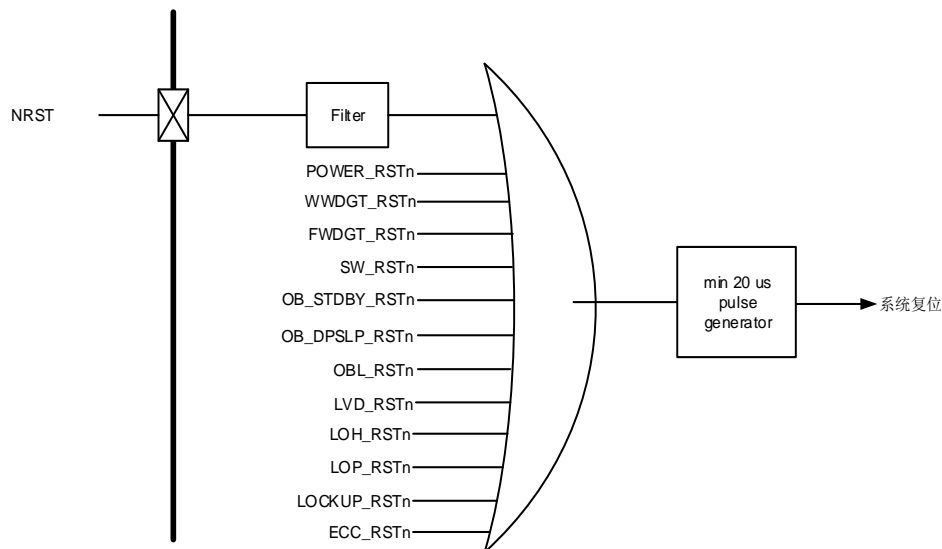 NRST
Filter
POWER_RSTn
WWDGT_RSTn
FWDGT_RSTn
SW_RSTn
OB_STDBY_RSTn
OB_DPSLP_RSTn
OBL_RSTn
LVD_RSTn
LOH_RSTn
LOP_RSTn
LOCKUP_RSTn
ECC_RSTn
min 20 us
pulse
generator
系统复位